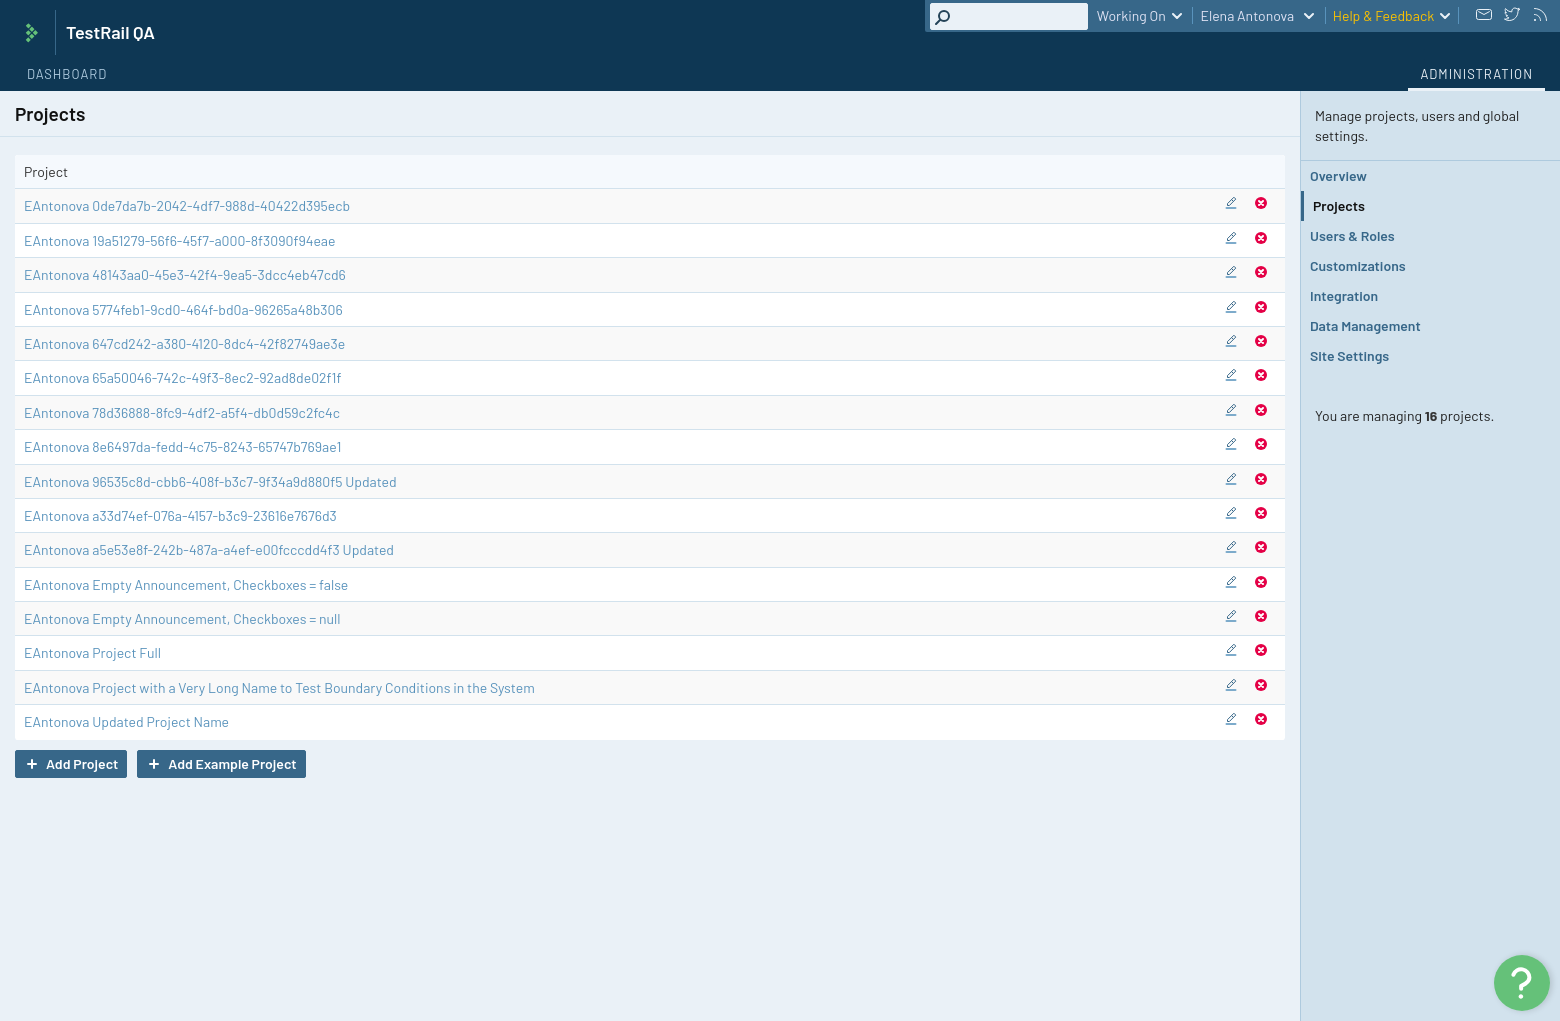 TestRail QA
Working On
Elena Antonova
Help & Feedback
DASHBOARD
ADMINISTRATION
Projects
Project
EAntonova 0de7da7b-2042-4df7-988d-40422d395ecb
EAntonova 19a51279-56f6-45f7-a000-8f3090f94eae
EAntonova 48143aa0-45e3-42f4-9ea5-3dcc4eb47cd6
EAntonova 5774feb1-9cd0-464f-bd0a-96265a48b306
EAntonova 647cd242-a380-4120-8dc4-42f82749ae3e
EAntonova 65a50046-742c-49f3-8ec2-92ad8de02f1f
EAntonova 78d36888-8fc9-4df2-a5f4-db0d59c2fc4c
EAntonova 8e6497da-fedd-4c75-8243-65747b769ae1
EAntonova 96535c8d-cbb6-408f-b3c7-9f34a9d880f5 Updated
EAntonova a33d74ef-076a-4157-b3c9-23616e7676d3
EAntonova a5e53e8f-242b-487a-a4ef-e00fcccdd4f3 Updated
EAntonova Empty Announcement, Checkboxes = false
EAntonova Empty Announcement, Checkboxes = null
EAntonova Project Full
EAntonova Project with a Very Long Name to Test Boundary Conditions in the System
EAntonova Updated Project Name
+ Add Project
+ Add Example Project
Manage projects, users and global
settings.
Overview
Projects
Users & Roles
Customizations
Integration
Data Management
Site Settings
You are managing 16 projects.
?